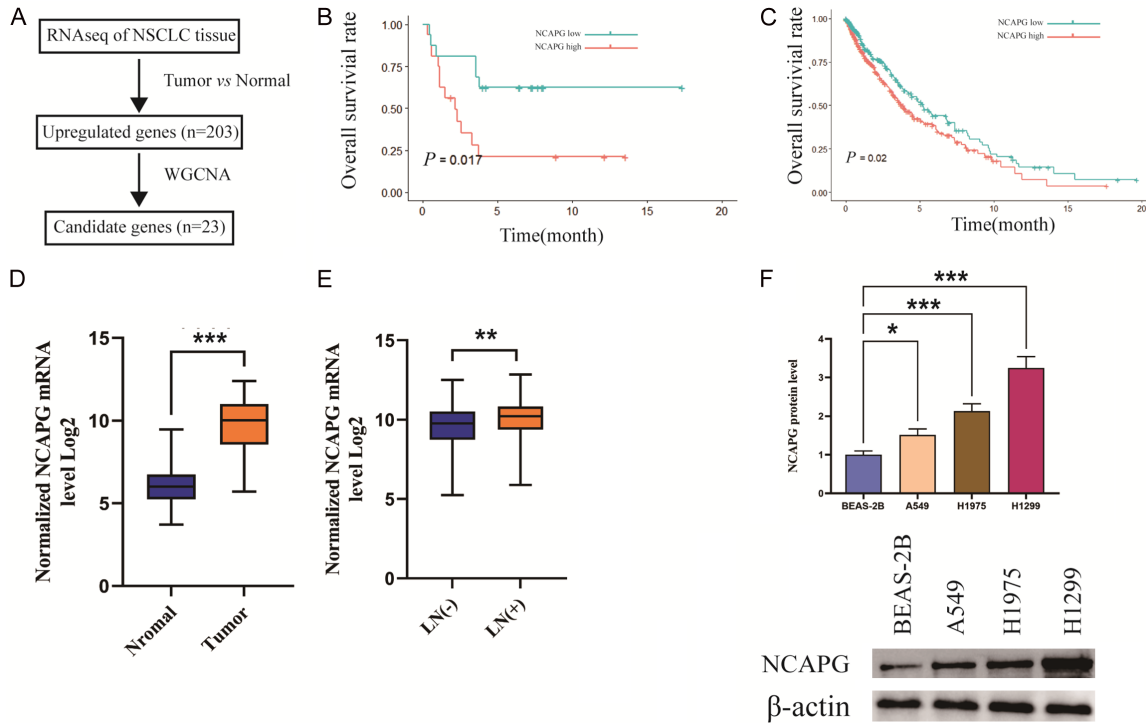 A
RNAseq of NSCLC tissue
Tumor vs Normal
Upregulated genes (n=203)
WGCNA
Candidate genes (n=23)
B
Overall survivial rate
1.00
0.75
0.50
0.25
0.00
NCAPG low
NCAPG high
P = 0.017
0 5 10 15 20
Time(month)
C
Overall survivial rate
1.00
0.75
.50
0.25
0.00
NCAPG low
NCAPG high
P = 0.02
0 5 10 15 20
Time(month)
D
Normalized NCAPG mRNA
level Log2
15
10
5
0
***
Nromal
Tumor
E
Normalized NCAPG mRNA
level Log2
15
10
5
0
**
LN(-)
LN(+)
F
NCAPG protein level
4
3
2
1
0
***
***
*
BEAS-2B A549 H1975 H1299
BEAS-2B
A549
H1975
H1299
NCAPG
β-actin